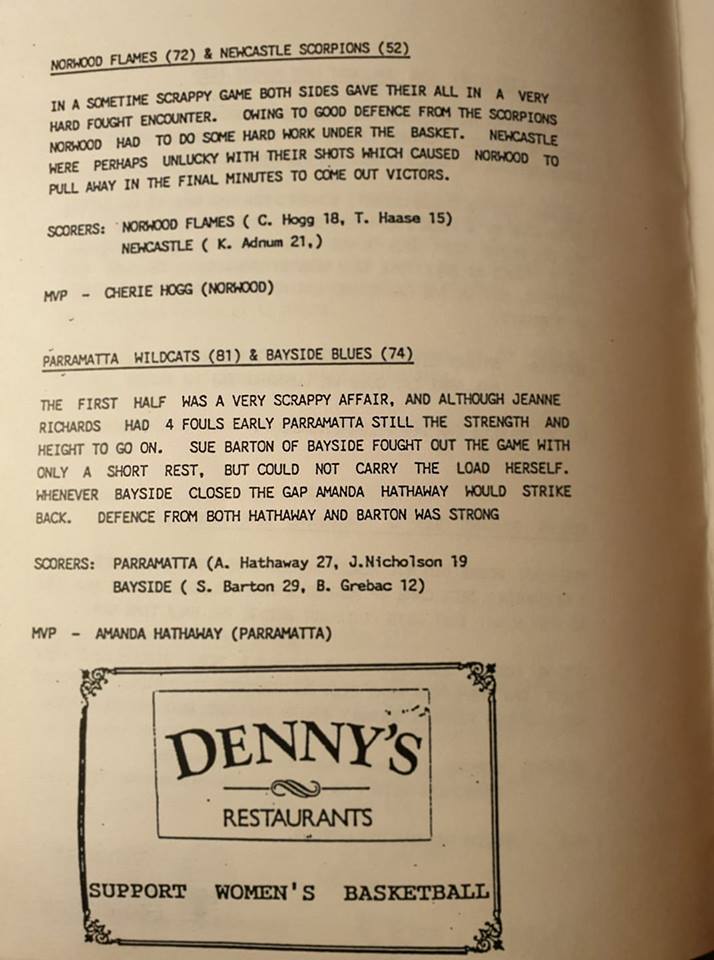 NORWOOD FLAMES (72) & NEWCASTLE SCORPIONS (52)
IN A SOMETIME SCRAPPY GAME BOTH SIDES GAVE THEIR ALL IN A VERY
HARD FOUGHT ENCOUNTER. OWING TO GOOD DEFENCE FROM THE SCORPIONS
NORWOOD HAD TO DO SOME HARD WORK UNDER THE BASKET. NEWCASTLE
WERE PERHAPS UNLUCKY WITH THEIR SHOTS WHICH CAUSED NORWOOD TO
PULL AWAY IN THE FINAL MINUTES TO COME OUT VICTORS.
SCORERS: NORWOOD FLAMES ( C. Hogg 18, T. Haase 15)
NEWCASTLE ( K. Adnum 21,)
MVP - CHERIE HOGG (NORWOOD)
PARRAMATTA WILDCATS (81) & BAYSIDE BLUES (74)
THE FIRST HALF WAS A VERY SCRAPPY AFFAIR, AND ALTHOUGH JEANNE
RICHARDS HAD 4 FOULS EARLY PARRAMATTA STILL THE STRENGTH AND
HEIGHT TO GO ON. SUE BARTON OF BAYSIDE FOUGHT OUT THE GAME WITH
ONLY A SHORT REST, BUT COULD NOT CARRY THE LOAD HERSELF.
WHENEVER BAYSIDE CLOSED THE GAP AMANDA HATHAWAY WOULD STRIKE
BACK. DEFENCE FROM BOTH HATHAWAY AND BARTON WAS STRONG
SCORERS: PARRAMATTA (A. Hathaway 27, J.Nicholson 19
BAYSIDE ( S. Barton 29, B. Grebac 12)
MVP - AMANDA HATHAWAY (PARRAMATTA)
DENNY'S
RESTAURANTS
SUPPORT WOMEN'S BASKETBALL